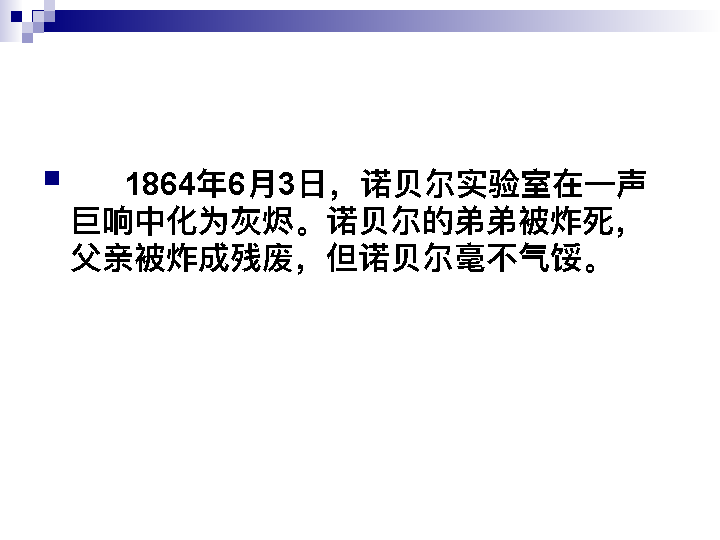 1864年6月3日，诺贝尔实验室在一声
巨响中化为灰烬。诺贝尔的弟弟被炸死，
父亲被炸成残废，但诺贝尔毫不气馁。